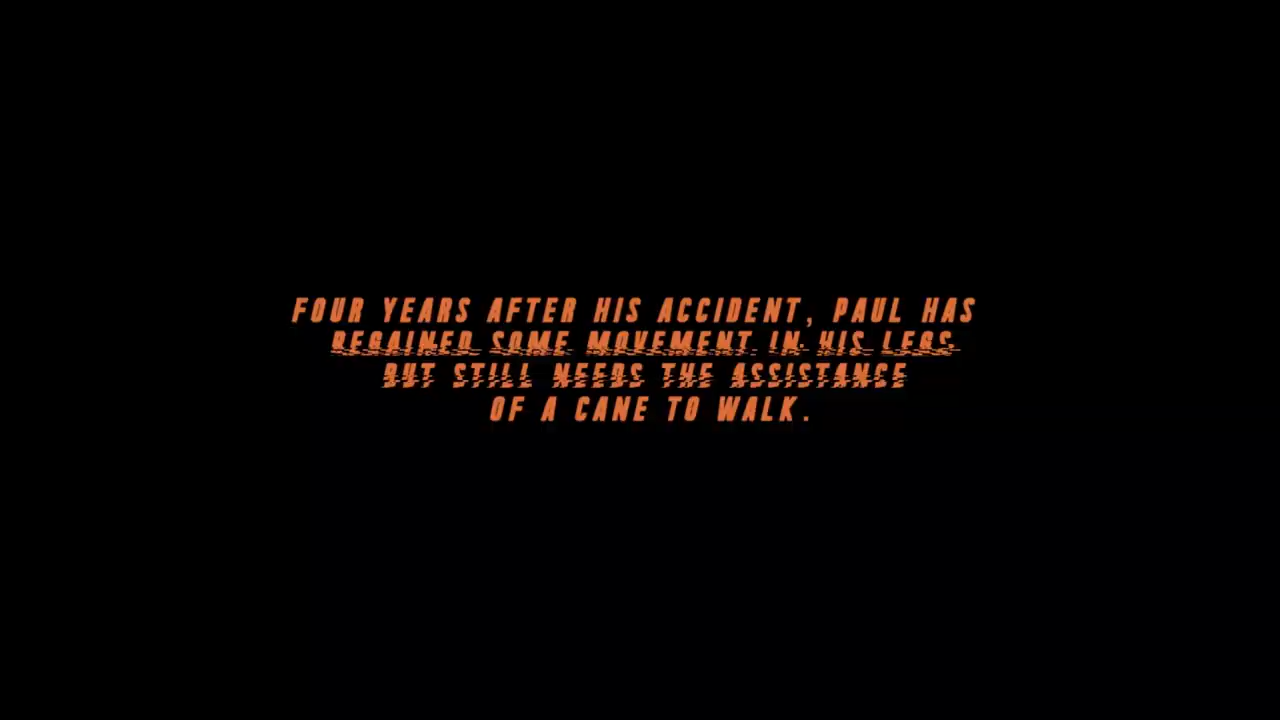 FOUR YEARS AFTER HIS ACCIDENT, PAUL HAS
REGAINED SOME MOVEMENT IN HIS LEGS
BUT STILL NEEDS THE ASSISTANCE
OF A CANE TO WALK.